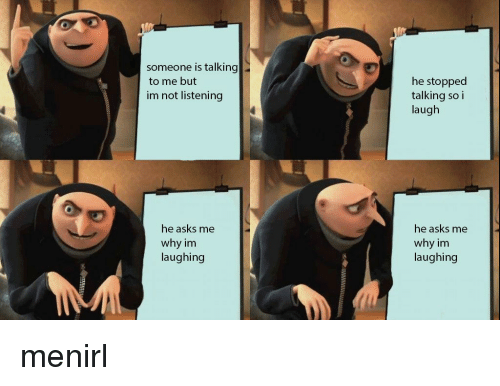 someone is talking
to me but
im not listening
he stopped
talking so i
laugh
he asks me
why im
laughing
he asks me
why im
laughing
menirl